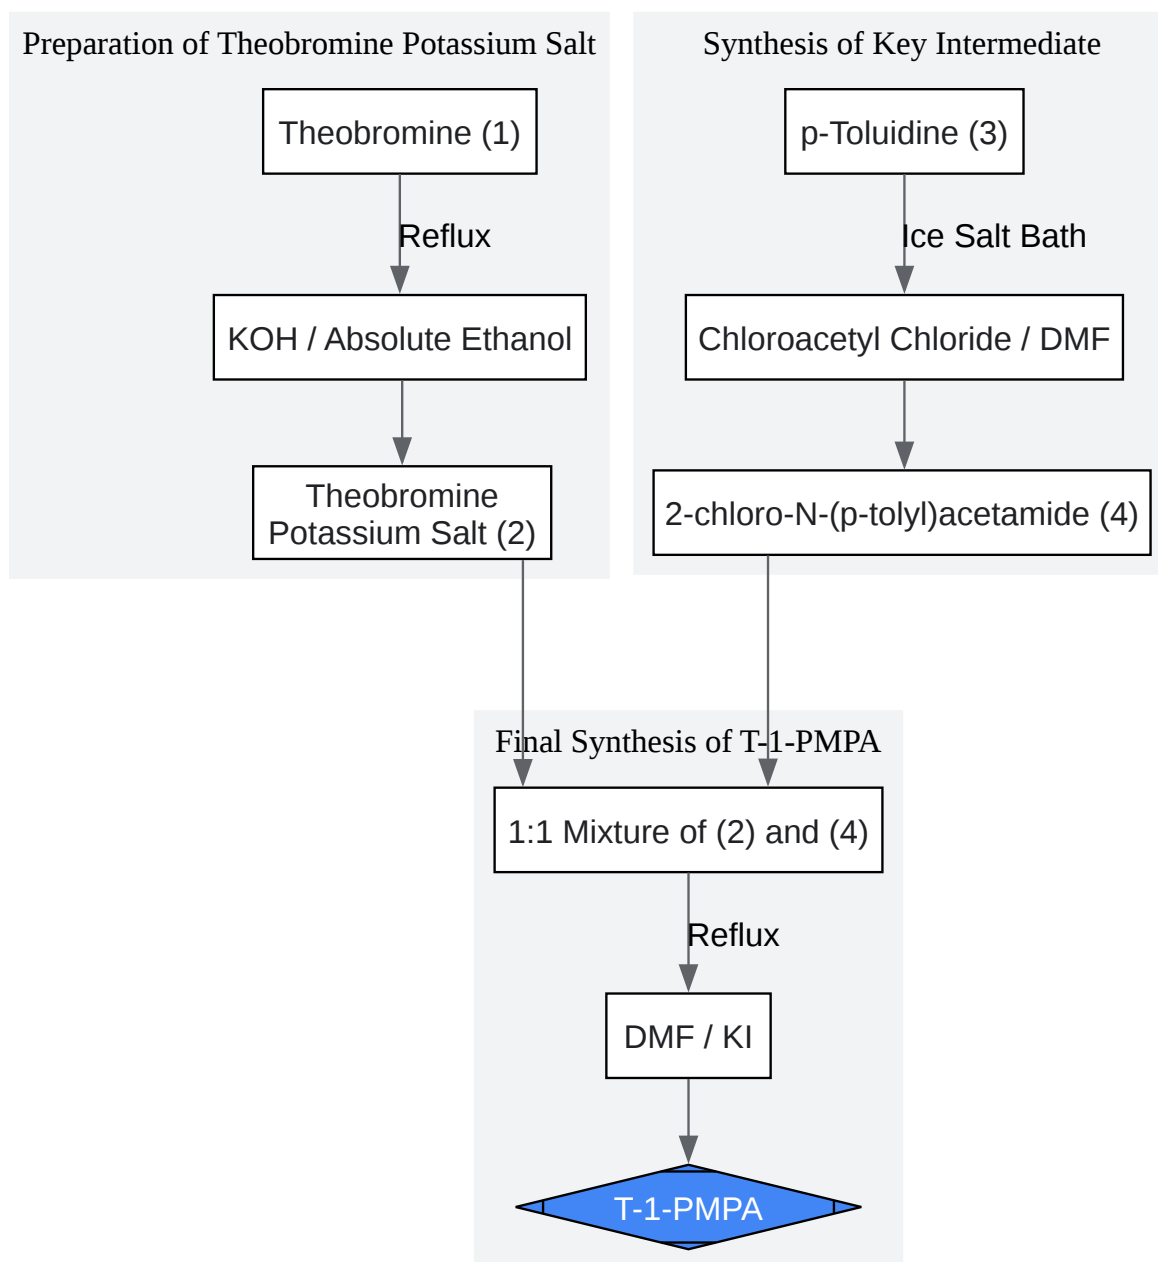 Preparation of Theobromine Potassium Salt
Theobromine (1)
Reflux
KOH / Absolute Ethanol
Theobromine
Potassium Salt (2)
Synthesis of Key Intermediate
p-Toluidine (3)
Ice Salt Bath
Chloroacetyl Chloride / DMF
2-chloro-N-(p-tolyl)acetamide (4)
Final Synthesis of T-1-PMPA
1:1 Mixture of (2) and (4)
Reflux
DMF / KI
T-1-PMPA